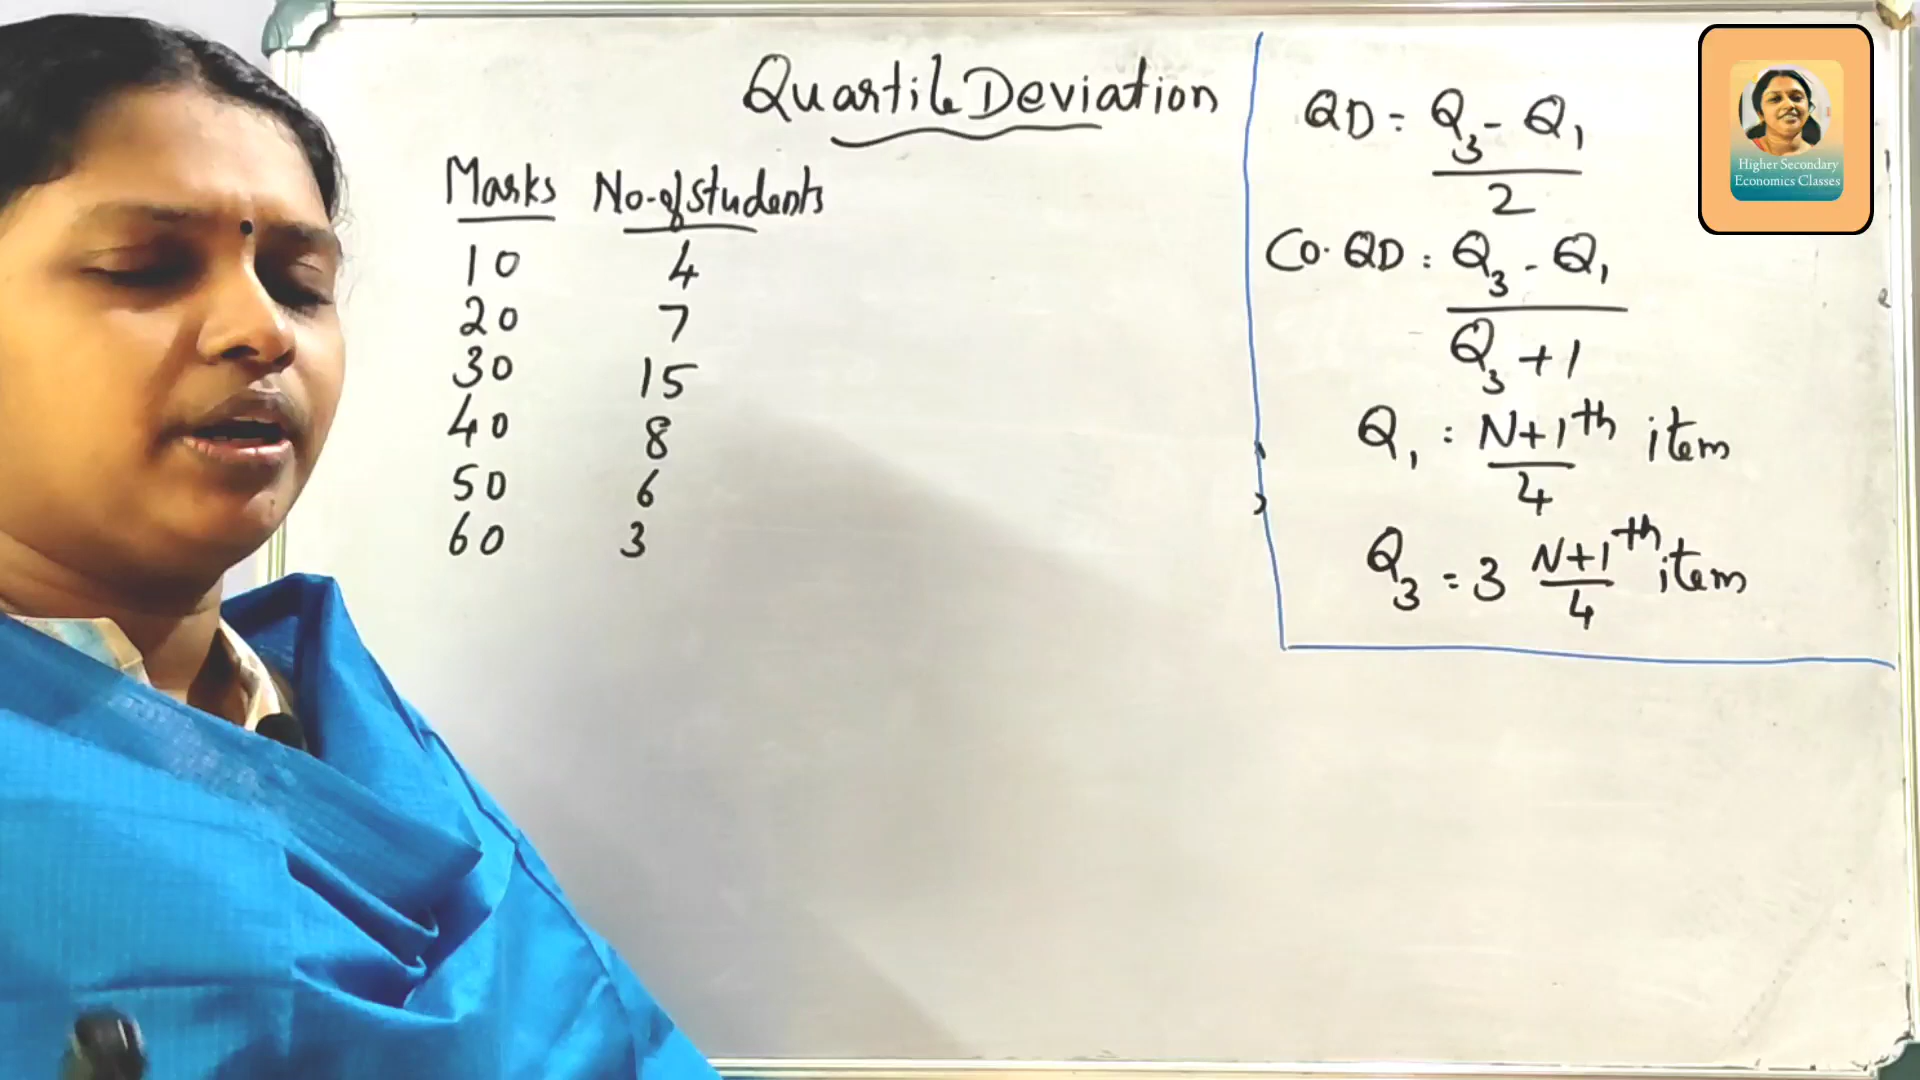 Quartile Deviation
Marks No-of students
10 4
20 7
30 15
40 8
50 6
60 3
QD = Q3 - Q1
2
Co. QD = Q3 - Q1
Q3 + 1
Q1 = N+1th item
4
Q3 = 3 N+1th item
4
Higher Secondary
Economics Classes